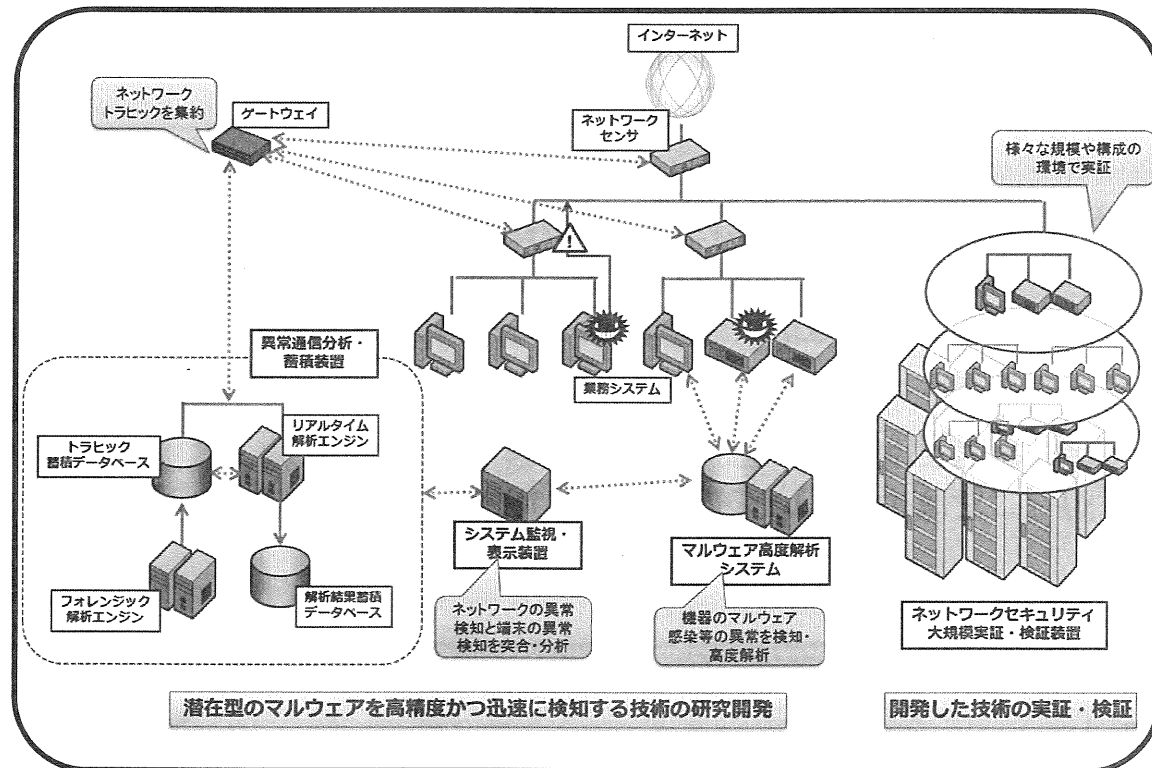 インターネット
ネットワーク
トラヒックを集約
ゲートウェイ
ネットワーク
センサ
様々な規模や構成の
環境で実証
!
異常通信分析・
蓄積装置
業務システム
トラヒック
蓄積データベース
リアルタイム
解析エンジン
システム監視・
表示装置
マルウェア高度解析
システム
フォレンジック
解析エンジン
解析結果蓄積
データベース
ネットワークの異常
検知と端末の異常
検知を突合・分析
機器のマルウェア
感染等の異常を検知・
高度解析
ネットワークセキュリティ
大規模実証・検証装置
潜在型のマルウェアを高精度かつ迅速に検知する技術の研究開発
開発した技術の実証・検証